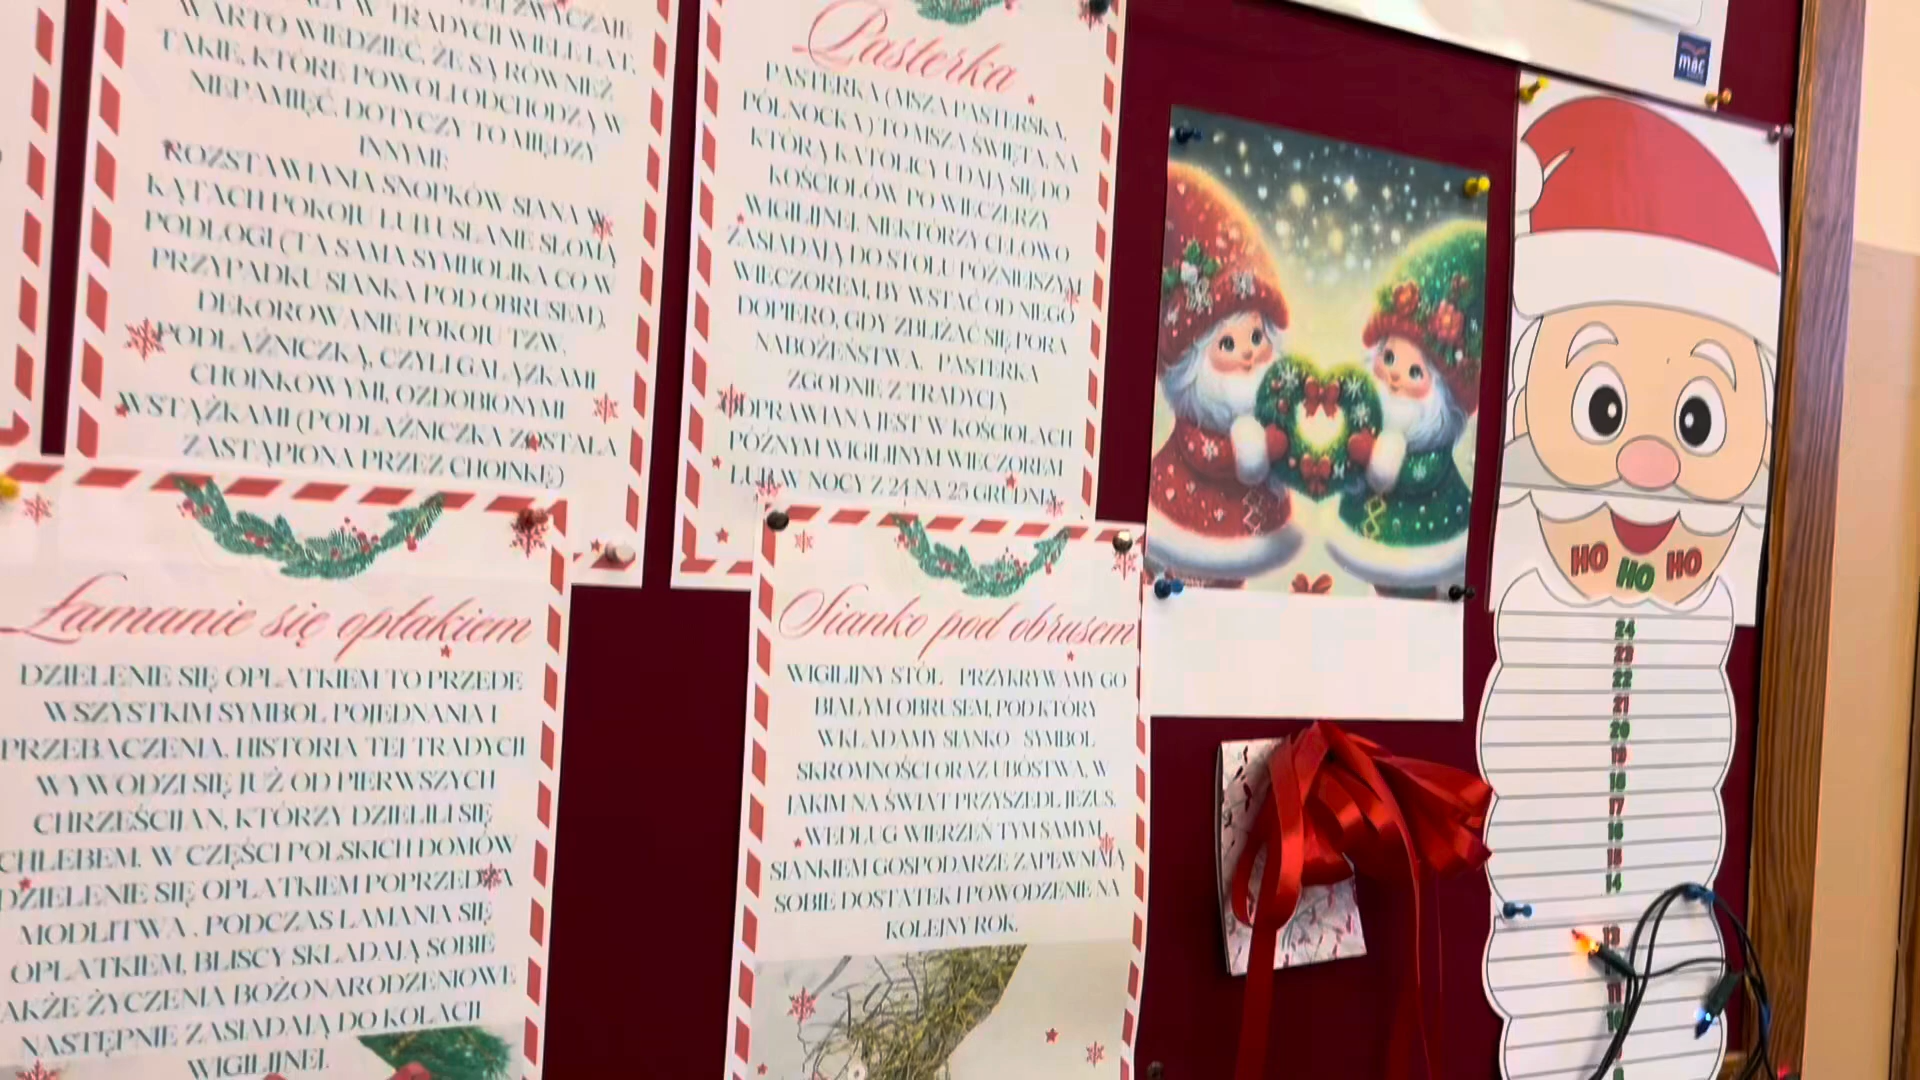 W TRADYCJI WIELE LAT,
WARTO WIEDZIEĆ, ŻE SĄ RÓWNIEŻ
TAKIE, KTÓRE POWOLI ODCHODZĄ W
NIEPAMIĘĆ. DOTYCZY TO MIĘDZY
INNYMI:
ROZSTAWIANIA SNOPKÓW SIANA W
KĄTACH POKOJU LUB USŁANIE SŁOMĄ
PODŁOGI (TA SAMA SYMBOLIKA CO W
PRZYPADKU SIANKA POD OBRUSEM),
DEKOROWANIE POKOJU TZW.
PODŁAŹNICZKĄ, CZYLI GAŁĄZKAMI
CHOINKOWYMI, OZDOBIONYMI
WSTĄŻKAMI (PODŁAŹNICZKA ZOSTAŁA
ZASTĄPIONA PRZEZ CHOINKĘ)
Pasterka
PASTERKA (MSZA PASTERSKA,
PÓŁNOCKA) TO MSZA ŚWIĘTA, NA
KTÓRĄ KATOLICY UDAJĄ SIĘ DO
KOŚCIOŁÓW PO WIECZERZY
WIGILIJNEJ. NIEKTÓRZY CELOWO
ZASIADAJĄ DO STOŁU PÓŹNIEJSZYM
WIECZOREM, BY WSTAĆ OD NIEGO
DOPIERO, GDY ZBLIŻAĆ SIĘ PORA
NABOŻEŃSTWA. PASTERKA
ZGODNIE Z TRADYCJĄ
ODPRAWIANA JEST W KOŚCIOŁACH
PÓŹNYM WIGILIJNYM WIECZOREM
LUB W NOCY Z 24 NA 25 GRUDNIA.
Łamanie się opłakiem
DZIELENIE SIĘ OPŁATKIEM TO PRZEDE
WSZYSTKIM SYMBOL POJEDNANIA I
PRZEBACZENIA. HISTORIA TEJ TRADYCJI
WYWODZI SIĘ JUŻ OD PIERWSZYCH
CHRZEŚCIJAN, KTÓRZY DZIELILI SIĘ
CHLEBEM. W CZĘŚCI POLSKICH DOMÓW
DZIELENIE SIĘ OPŁATKIEM POPRZEDZA
MODLITWA . PODCZAS ŁAMANIA SIĘ
OPŁATKIEM, BLISCY SKŁADAJĄ SOBIE
TAKŻE ŻYCZENIA BOŻONARODZENIOWE
NASTĘPNIE ZASIADAJĄ DO KOLACJI
WIGILIJNEJ.
Sianko pod obrusem
WIGILIJNY STÓŁ PRZYKRYWAMY GO
BIAŁYM OBRUSEM, POD KTÓRY
WKŁADAMY SIANKO SYMBOL
SKROMNOŚCI ORAZ UBÓSTWA, W
JAKIM NA ŚWIAT PRZYSZEDŁ JEZUS.
WEDŁUG WIERZEŃ TYM SAMYM
SIANKIEM GOSPODARZE ZAPEWNIAJĄ
SOBIE DOSTATEK I POWODZENIE NA
KOLEJNY ROK.
mac
HO HO HO
24
23
22
21
20
19
18
17
16
15
14
13
11
10